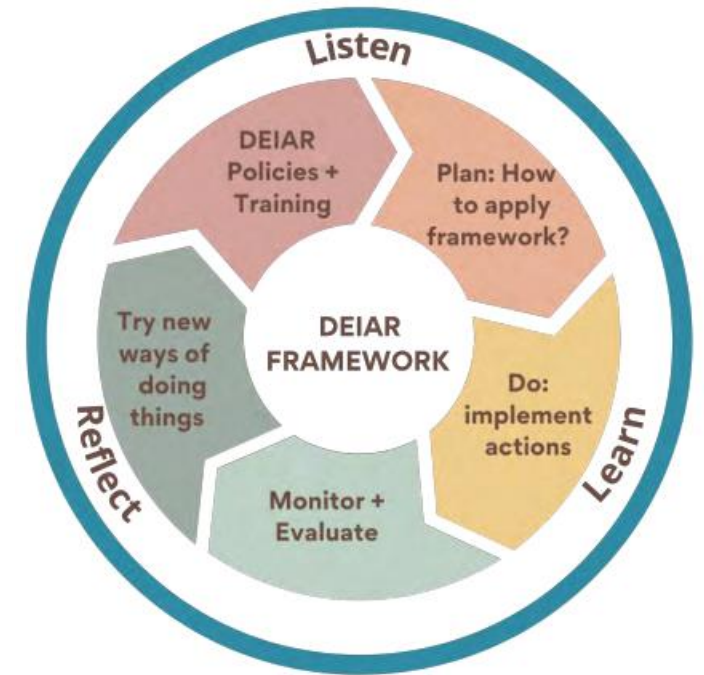 Listen
DEIAR
Policies +
Training
Plan: How
to apply
framework?
Try new
ways of
doing
things
DEIAR
FRAMEWORK
Do:
implement
actions
Monitor +
Evaluate
Reflect
Learn